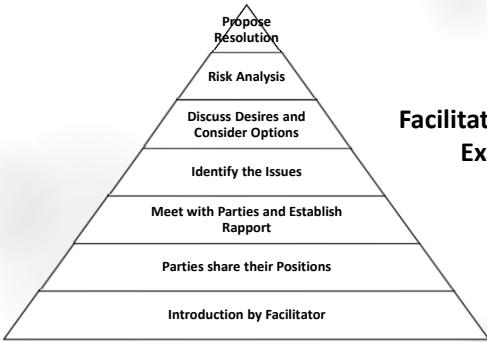 Propose
Resolution
Risk Analysis
Discuss Desires and
Consider Options
Identify the Issues
Meet with Parties and Establish
Rapport
Parties share their Positions
Introduction by Facilitator